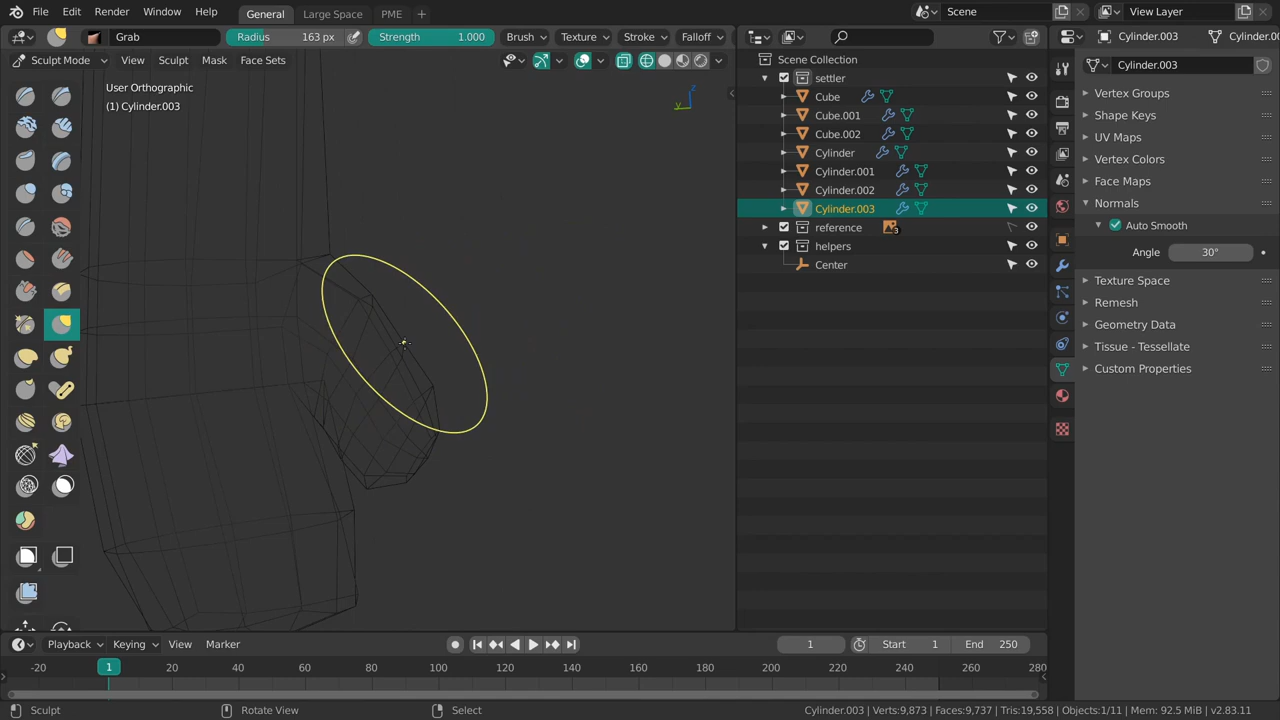 File Edit Render Window Help General Large Space PME Scene View Layer
Grab Radius 163 px Strength 1.000 Brush Texture Stroke Falloff Cylinder.003 Cylinder.00
Sculpt Mode View Sculpt Mask Face Sets
User Orthographic
(1) Cylinder.003
z
y
Scene Collection
settler
Cube
Cube.001
Cube.002
Cylinder
Cylinder.001
Cylinder.002
Cylinder.003
reference 3
helpers
Center
Cylinder.003
Vertex Groups
Shape Keys
UV Maps
Vertex Colors
Face Maps
Normals
Auto Smooth
Angle 30°
Texture Space
Remesh
Geometry Data
Tissue - Tessellate
Custom Properties
Playback Keying View Marker 1 Start 1 End 250
-20 1 20 40 60 80 100 120 140 160 180 200 220 240 260 280
Sculpt Rotate View Select Cylinder.003 | Verts:9,873 | Faces:9,737 | Tris:19,558 | Objects:1/11 | Mem: 92.5 MiB | v2.83.11